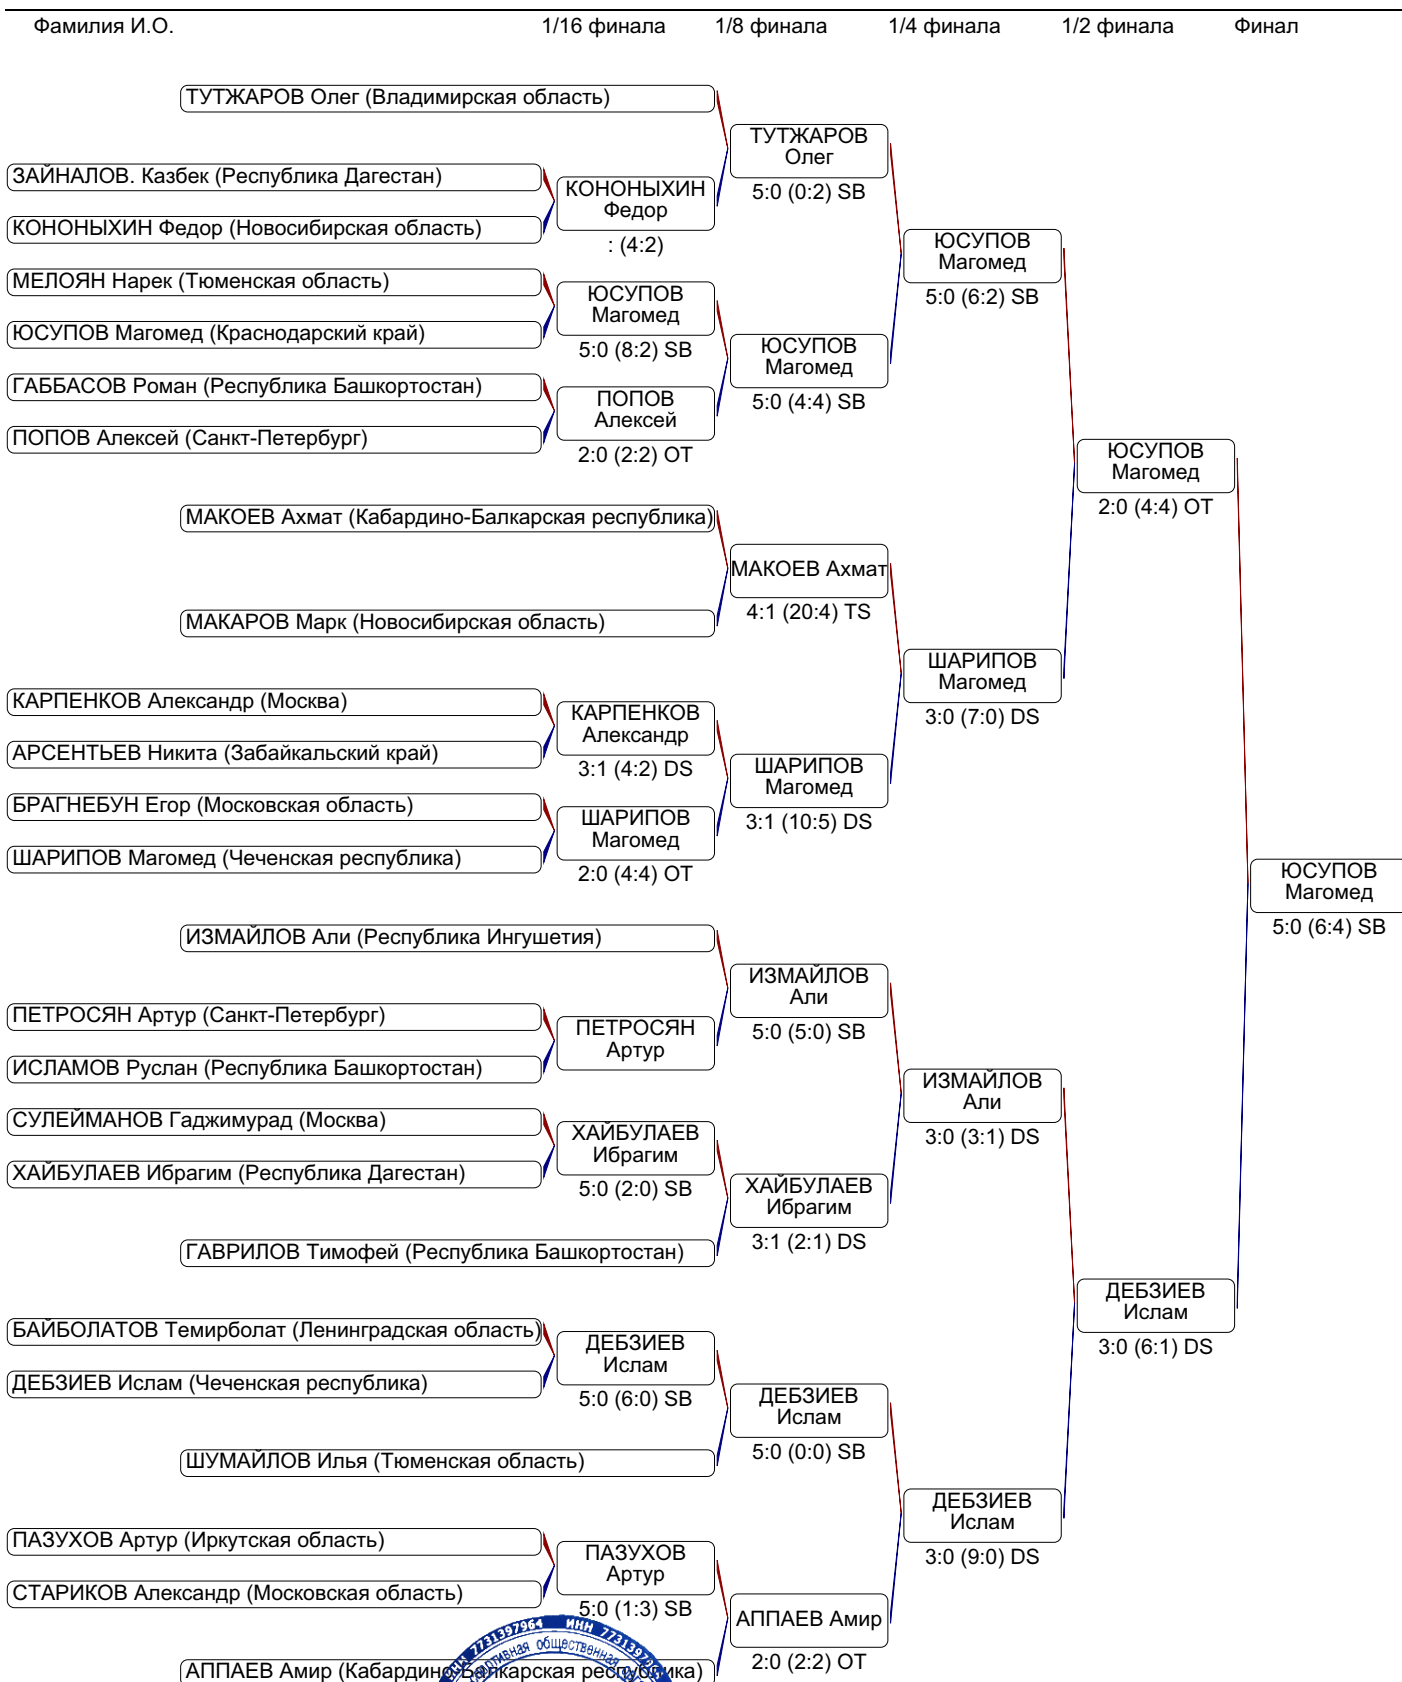 Фамилия И.О. 1/16 финала 1/8 финала 1/4 финала 1/2 финала Финал
ТУТЖАРОВ Олег (Владимирская область)
ТУТЖАРОВ
Олег
5:0 (0:2) SB
ЗАЙНАЛОВ. Казбек (Республика Дагестан)
КОНОНЫХИН
Федор
: (4:2)
КОНОНЫХИН Федор (Новосибирская область)
ЮСУПОВ
Магомед
5:0 (6:2) SB
МЕЛОЯН Нарек (Тюменская область)
ЮСУПОВ
Магомед
5:0 (8:2) SB
ЮСУПОВ Магомед (Краснодарский край)
ЮСУПОВ
Магомед
5:0 (4:4) SB
ГАББАСОВ Роман (Республика Башкортостан)
ПОПОВ
Алексей
2:0 (2:2) OT
ПОПОВ Алексей (Санкт-Петербург)
ЮСУПОВ
Магомед
2:0 (4:4) OT
МАКОЕВ Ахмат (Кабардино-Балкарская республика)
МАКОЕВ Ахмат
4:1 (20:4) TS
МАКАРОВ Марк (Новосибирская область)
ШАРИПОВ
Магомед
3:0 (7:0) DS
КАРПЕНКОВ Александр (Москва)
КАРПЕНКОВ
Александр
3:1 (4:2) DS
АРСЕНТЬЕВ Никита (Забайкальский край)
ШАРИПОВ
Магомед
3:1 (10:5) DS
БРАГНЕБУН Егор (Московская область)
ШАРИПОВ
Магомед
2:0 (4:4) OT
ШАРИПОВ Магомед (Чеченская республика)
ЮСУПОВ
Магомед
5:0 (6:4) SB
ИЗМАЙЛОВ Али (Республика Ингушетия)
ИЗМАЙЛОВ
Али
5:0 (5:0) SB
ПЕТРОСЯН Артур (Санкт-Петербург)
ПЕТРОСЯН
Артур
ИСЛАМОВ Руслан (Республика Башкортостан)
ИЗМАЙЛОВ
Али
3:0 (3:1) DS
СУЛЕЙМАНОВ Гаджимурад (Москва)
ХАЙБУЛАЕВ
Ибрагим
5:0 (2:0) SB
ХАЙБУЛАЕВ Ибрагим (Республика Дагестан)
ХАЙБУЛАЕВ
Ибрагим
3:1 (2:1) DS
ГАВРИЛОВ Тимофей (Республика Башкортостан)
ДЕБЗИЕВ
Ислам
3:0 (6:1) DS
БАЙБОЛАТОВ Темирболат (Ленинградская область)
ДЕБЗИЕВ
Ислам
5:0 (6:0) SB
ДЕБЗИЕВ Ислам (Чеченская республика)
ДЕБЗИЕВ
Ислам
5:0 (0:0) SB
ШУМАЙЛОВ Илья (Тюменская область)
ДЕБЗИЕВ
Ислам
3:0 (9:0) DS
ПАЗУХОВ Артур (Иркутская область)
ПАЗУХОВ
Артур
5:0 (1:3) SB
СТАРИКОВ Александр (Московская область)
АППАЕВ Амир
2:0 (2:2) OT
АППАЕВ Амир (Кабардино-Балкарская республика)
7731397964 ИНН
общественная